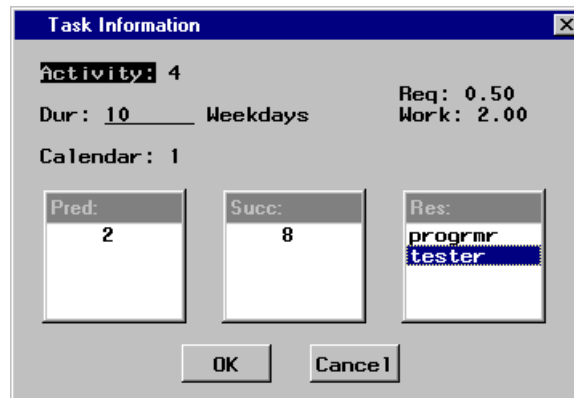 Task Information
Activity: 4
Req: 0.50
Dur: 10 Weekdays
Work: 2.00
Calendar: 1
Pred: Succ: Res:
2 8 progrmr
tester
OK Cancel